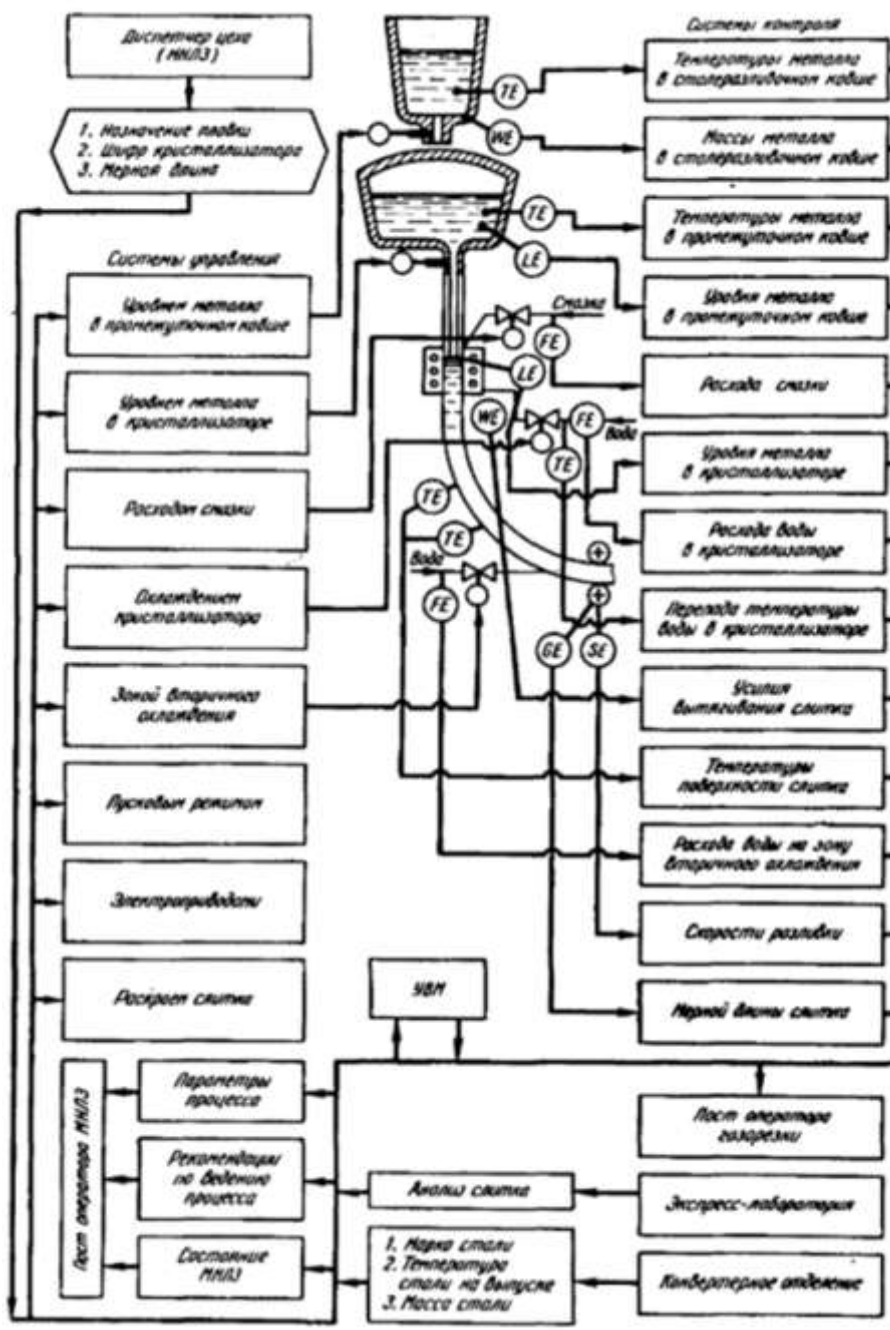 Диспетчер цеха
(МНЛЗ)
1. Назначение плавки
2. Шифр кристаллизатора
3. Мерная длина
Системы управления
Уровнем металла
в промежуточном ковше
Уровнем металла
в кристаллизаторе
Расходом смазки
Охлаждением
кристаллизатора
Зоной вторичного
охлаждения
Пусковым режимом
Электроприводами
Раскроем слитка
TE
WE
TE
LE
Смазка
FE
LE
WE
FE
Вода
TE
TE
TE
Вода
FE
GE
SE
Системы контроля
Температуры металла
в сталеразливочном ковше
Массы металла
в сталеразливочном ковше
Температуры металла
в промежуточном ковше
Уровня металла
в промежуточном ковше
Расхода смазки
Уровня металла
в кристаллизаторе
Расхода воды
в кристаллизаторе
Перепада температуры
воды в кристаллизаторе
Усилия
вытягивания слитка
Температуры
поверхности слитка
Расхода воды на зону
вторичного охлаждения
Скорости разливки
Мерной длины слитка
УВМ
Пост оператора МНЛЗ
Параметры
процесса
Рекомендации
по ведению
процесса
Состояние
МНЛЗ
Анализ слитка
1. Марка стали
2. Температура
стали на выпуске
3. Масса стали
Пост оператора
газорезки
Экспресс-лаборатория
Конвертерное отделение